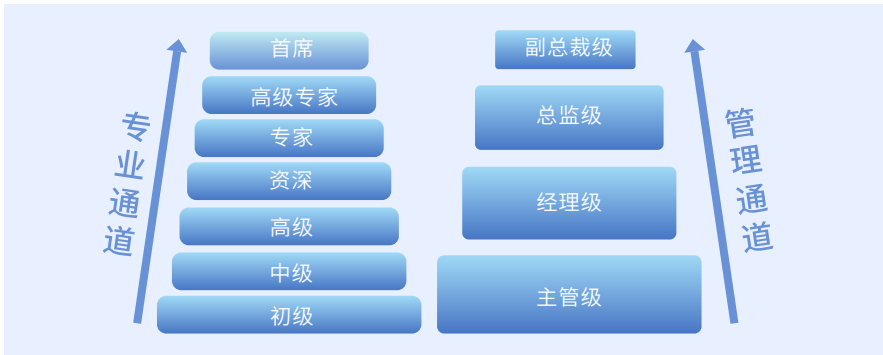 专业通道
首席
高级专家
专家
资深
高级
中级
初级
副总裁级
总监级
经理级
主管级
管理通道